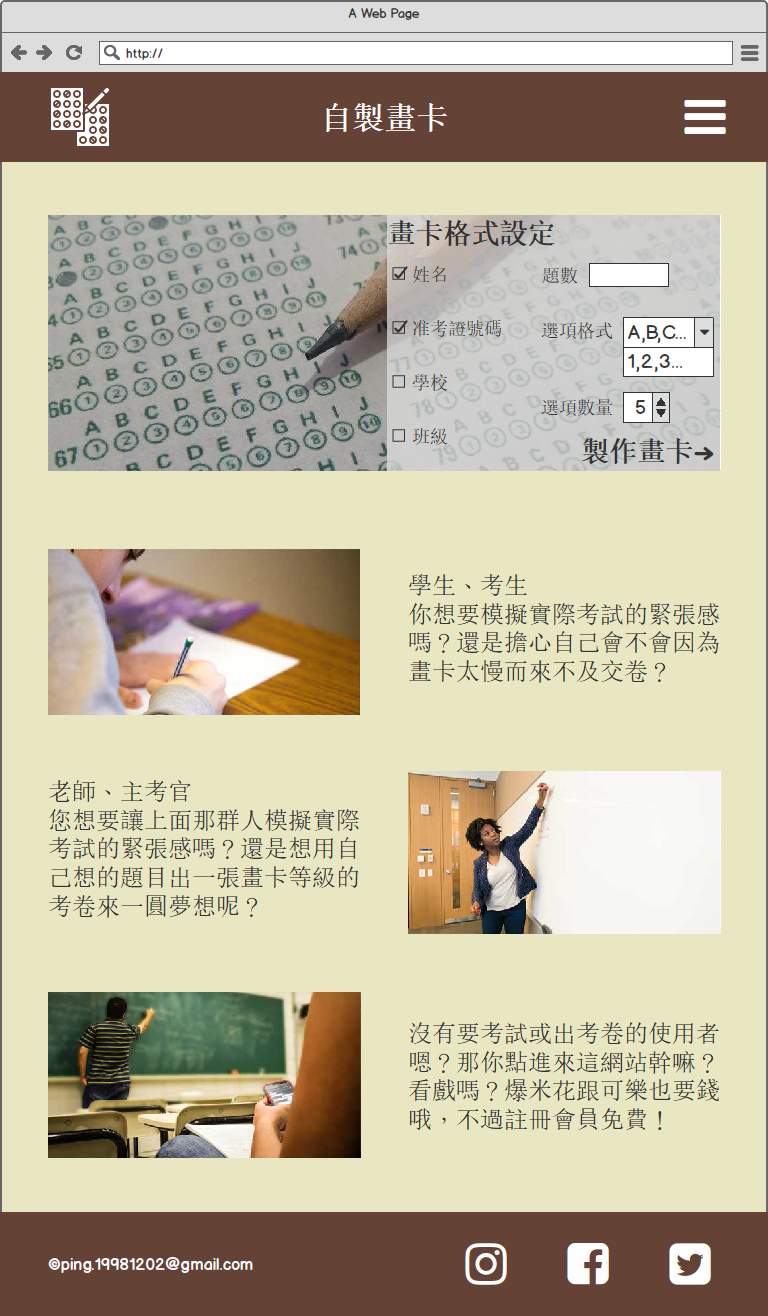 A Web Page
http://
自製畫卡
畫卡格式設定
姓名
題數
准考證號碼
選項格式
A,B,C...
1,2,3...
學校
選項數量
5
班級
製作畫卡
學生、考生
你想要模擬實際考試的緊張感
嗎？還是擔心自己會不會因為
畫卡太慢而來不及交卷？
老師、主考官
您想要讓上面那群人模擬實際
考試的緊張感嗎？還是想用自
己想的題目出一張畫卡等級的
考卷來一圓夢想呢？
沒有要考試或出考卷的使用者
嗯？那你點進來這網站幹嘛？
看戲嗎？爆米花跟可樂也要錢
哦，不過註冊會員免費！
©ping.19981202@gmail.com